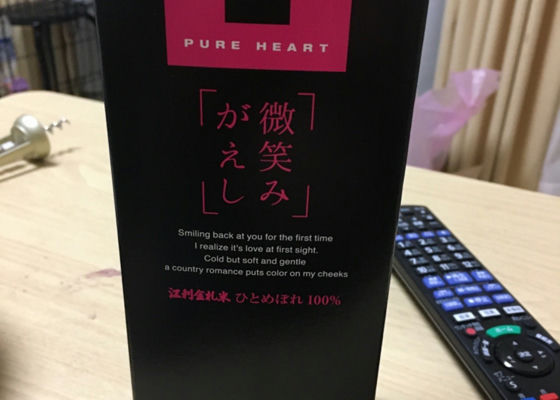 PURE HEART
微笑み
がえし
Smiling back at you for the first time
I realize it's love at first sight.
Cold but soft and gentle
a country romance puts color on my cheeks
江刺金札米 ひとめぼれ 100%